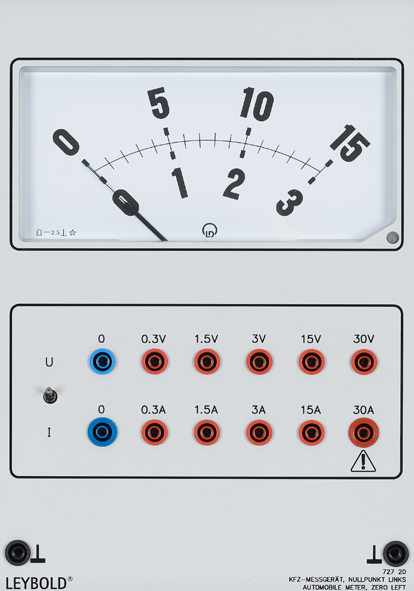 0 5 10 15
0 1 2 3
2.5
LD
0 0.3V 1.5V 3V 15V 30V
U
0 0.3A 1.5A 3A 15A 30A
I
727 20
LEYBOLD®
KFZ-MESSGERÄT, NULLPUNKT LINKS
AUTOMOBILE METER, ZERO LEFT